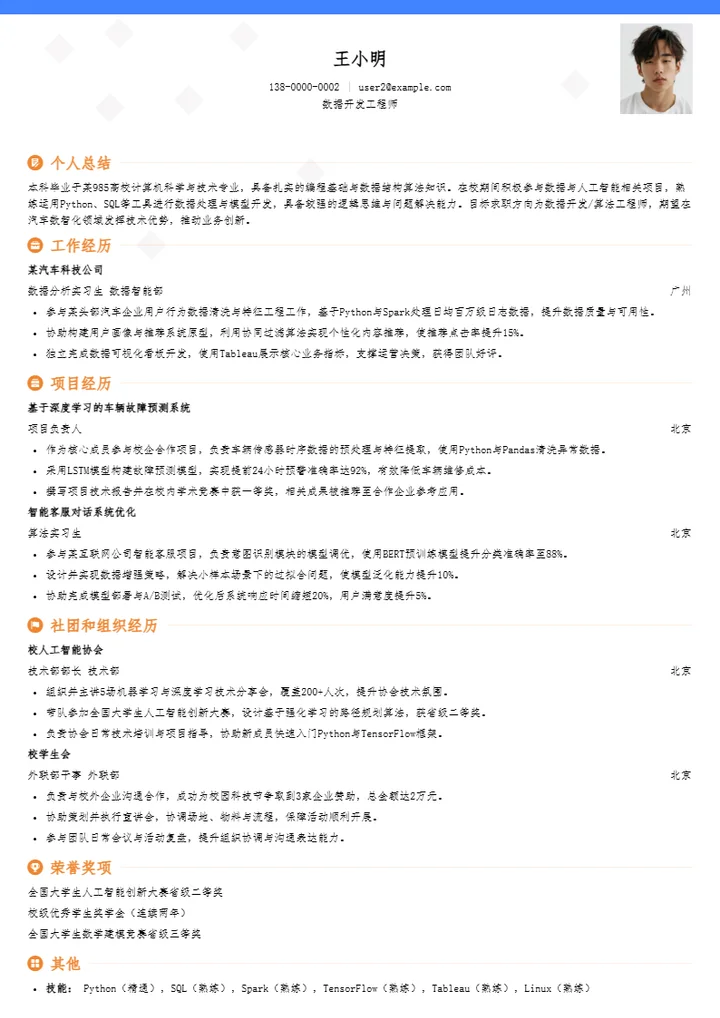 王小明
138-0000-0002 | user2@example.com
数据开发工程师
个人总结
本科毕业于某985高校计算机科学与技术专业，具备扎实的编程基础与数据结构算法知识。在校期间积极参与数据与人工智能相关项目，熟
练运用Python、SQL等工具进行数据处理与模型开发，具备较强的逻辑思维与问题解决能力。目标求职方向为数据开发/算法工程师，期望在
汽车数智化领域发挥技术优势，推动业务创新。
工作经历
某汽车科技公司
数据分析实习生 数据智能部 广州
• 参与某头部汽车企业用户行为数据清洗与特征工程工作，基于Python与Spark处理日均百万级日志数据，提升数据质量与可用性。
• 协助构建用户画像与推荐系统原型，利用协同过滤算法实现个性化内容推荐，使推荐点击率提升15%。
• 独立完成数据可视化看板开发，使用Tableau展示核心业务指标，支撑运营决策，获得团队好评。
项目经历
基于深度学习的车辆故障预测系统
项目负责人 北京
• 作为核心成员参与校企合作项目，负责车辆传感器时序数据的预处理与特征提取，使用Python与Pandas清洗异常数据。
• 采用LSTM模型构建故障预测模型，实现提前24小时预警准确率达92%，有效降低车辆维修成本。
• 撰写项目技术报告并在校内学术竞赛中获一等奖，相关成果被推荐至合作企业参考应用。
智能客服对话系统优化
算法实习生 北京
• 参与某互联网公司智能客服项目，负责意图识别模块的模型调优，使用BERT预训练模型提升分类准确率至88%。
• 设计并实现数据增强策略，解决小样本场景下的过拟合问题，使模型泛化能力提升10%。
• 协助完成模型部署与A/B测试，优化后系统响应时间缩短20%，用户满意度提升5%。
社团和组织经历
校人工智能协会
技术部部长 技术部 北京
• 组织并主讲5场机器学习与深度学习技术分享会，覆盖200+人次，提升协会技术氛围。
• 带队参加全国大学生人工智能创新大赛，设计基于强化学习的路径规划算法，获省级二等奖。
• 负责协会日常技术培训与项目指导，协助新成员快速入门Python与TensorFlow框架。
校学生会
外联部干事 外联部 北京
• 负责与校外企业沟通合作，成功为校园科技节争取到3家企业赞助，总金额达2万元。
• 协助策划并执行宣讲会，协调场地、物料与流程，保障活动顺利开展。
• 参与团队日常会议与活动复盘，提升组织协调与沟通表达能力。
荣誉奖项
全国大学生人工智能创新大赛省级二等奖
校级优秀学生奖学金（连续两年）
全国大学生数学建模竞赛省级三等奖
其他
• 技能： Python（精通），SQL（熟练），Spark（熟练），TensorFlow（熟练），Tableau（熟练），Linux（熟练）